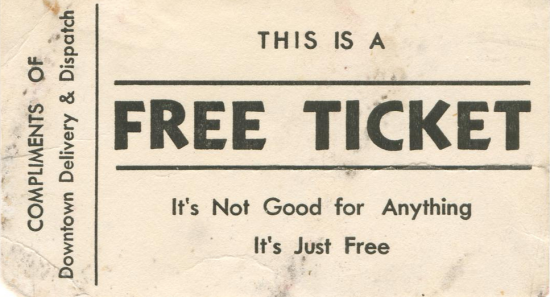 COMPLIMENTS OF
Downtown Delivery & Dispatch
THIS IS A
FREE TICKET
It's Not Good for Anything
It's Just Free